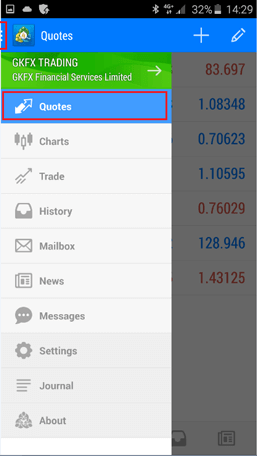 32% 14:29
Quotes
GKFX TRADING
GKFX Financial Services Limited
83.697
Quotes
1.08348
Charts
0.70623
Trade
1.10595
History
0.76029
Mailbox
128.946
News
1.43125
Messages
Settings
Journal
About